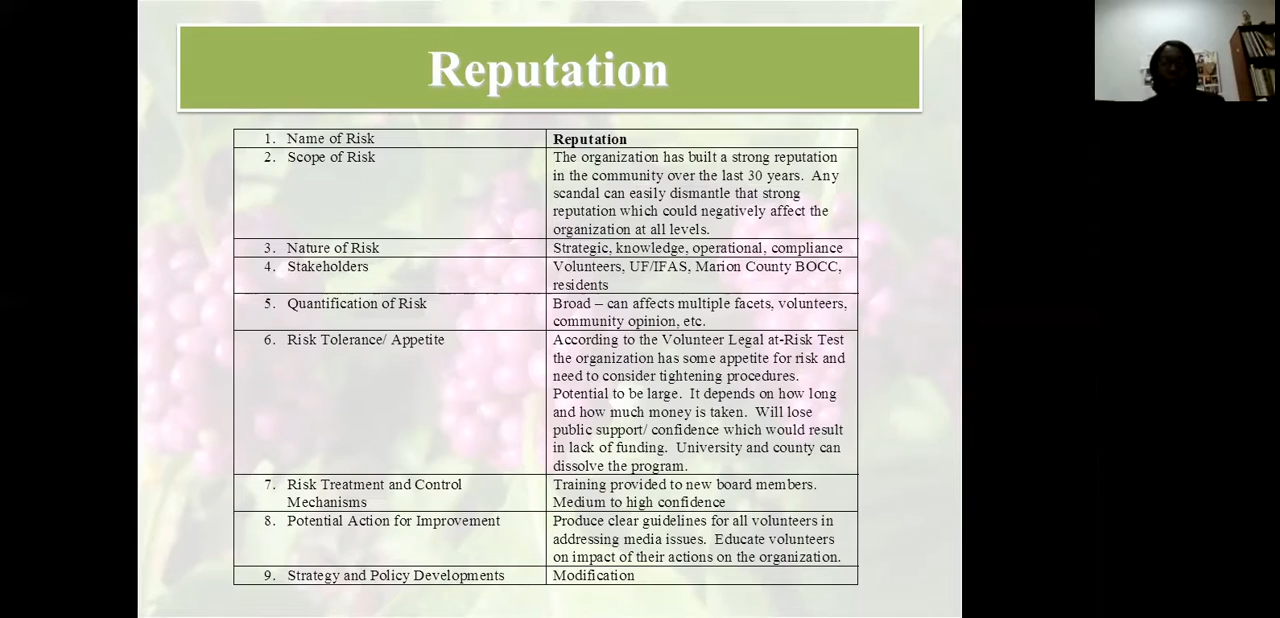 Reputation
1. Name of Risk
Reputation
2. Scope of Risk
The organization has built a strong reputation
in the community over the last 30 years. Any
scandal can easily dismantle that strong
reputation which could negatively affect the
organization at all levels.
3. Nature of Risk
Strategic, knowledge, operational, compliance
4. Stakeholders
Volunteers, UF/IFAS, Marion County BOCC,
residents
5. Quantification of Risk
Broad – can affects multiple facets, volunteers,
community opinion, etc.
6. Risk Tolerance/ Appetite
According to the Volunteer Legal at-Risk Test
the organization has some appetite for risk and
need to consider tightening procedures.
Potential to be large. It depends on how long
and how much money is taken. Will lose
public support/ confidence which would result
in lack of funding. University and county can
dissolve the program.
7. Risk Treatment and Control
Mechanisms
Training provided to new board members.
Medium to high confidence
8. Potential Action for Improvement
Produce clear guidelines for all volunteers in
addressing media issues. Educate volunteers
on impact of their actions on the organization.
9. Strategy and Policy Developments
Modification